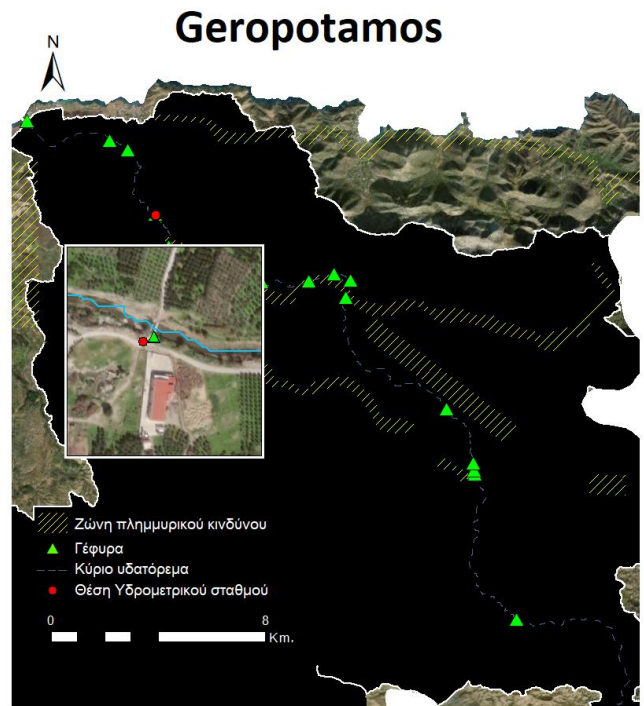 Geropotamos
N
Ζώνη πλημμυρικού κινδύνου
Γέφυρα
Κύριο υδατόρεμα
Θέση Υδρομετρικού σταθμού
0 8
Km.